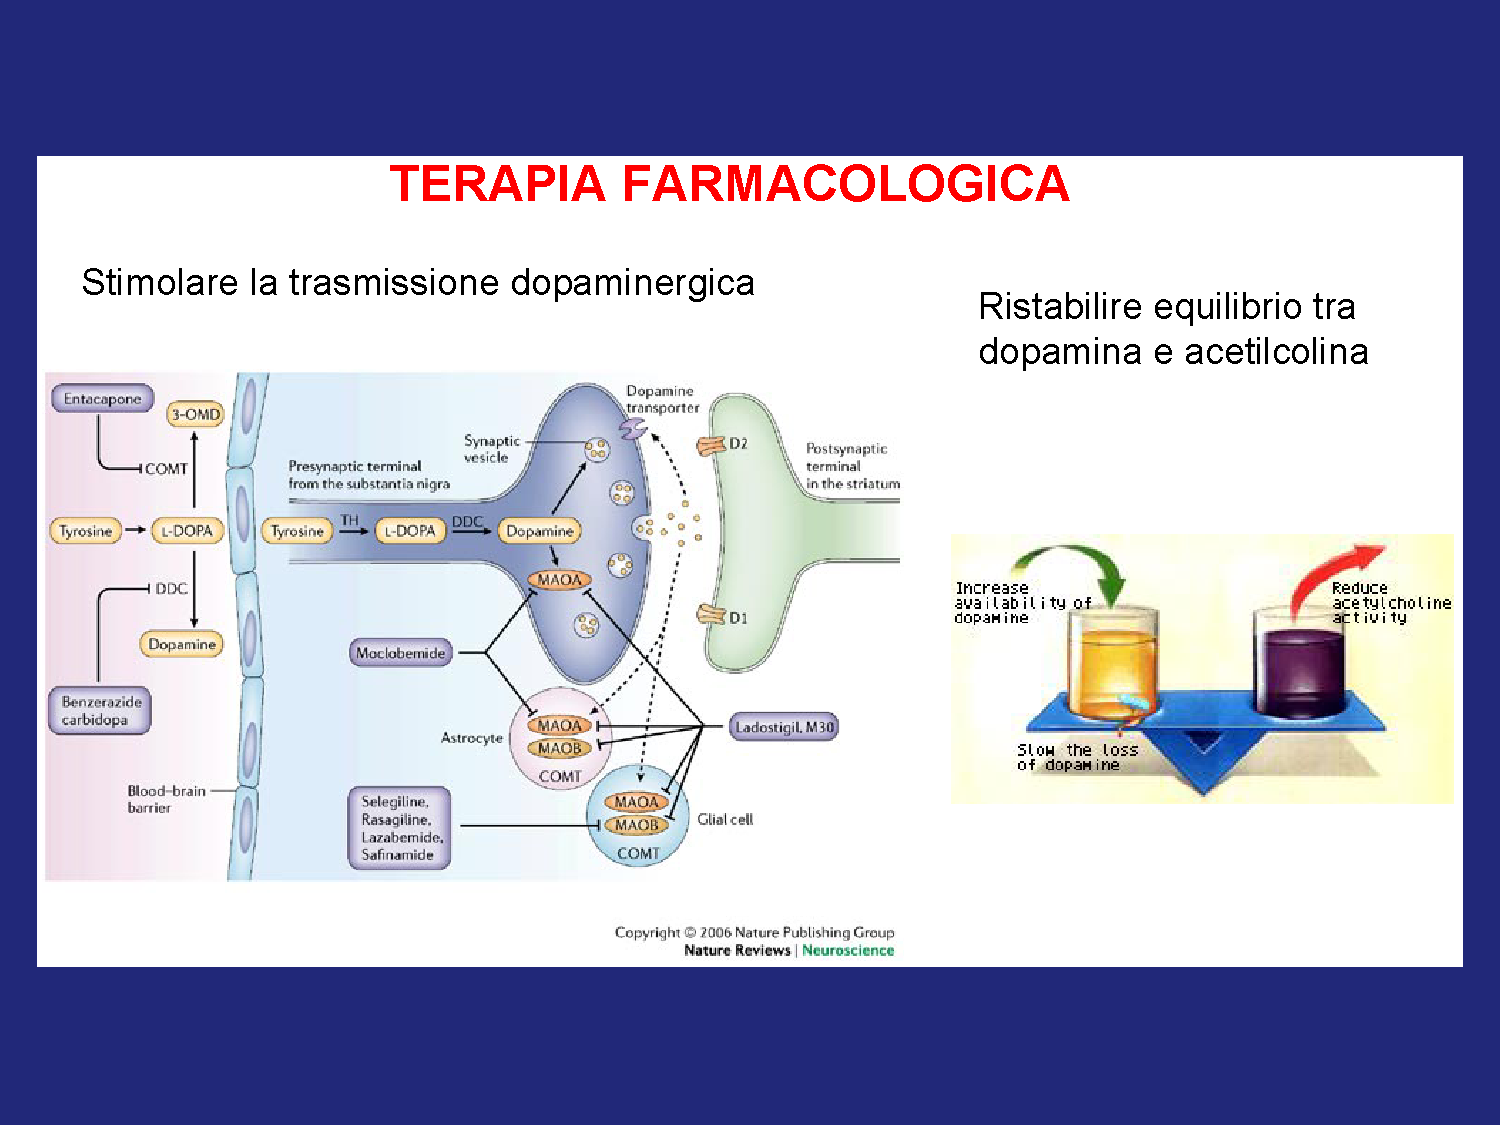 TERAPIA FARMACOLOGICA
Stimolare la trasmissione dopaminergica
Ristabilire equilibrio tra
dopamina e acetilcolina
Entacapone
3-OMD
COMT
Tyrosine
L-DOPA
DDC
Dopamine
Benzerazide
carbidopa
Blood–brain
barrier
Presynaptic terminal
from the substantia nigra
Synaptic
vesicle
Dopamine
transporter
Tyrosine
TH
L-DOPA
DDC
Dopamine
MAOA
D2
D1
Postsynaptic
terminal
in the striatum
Moclobemide
Astrocyte
MAOA
MAOB
COMT
Ladostigil, M30
Selegiline,
Rasagiline,
Lazabemide,
Safinamide
MAOA
MAOB
COMT
Glial cell
Copyright © 2006 Nature Publishing Group
Nature Reviews | Neuroscience
Increase
availability of
dopamine
Reduce
acetylcholine
activity
Slow the loss
of dopamine